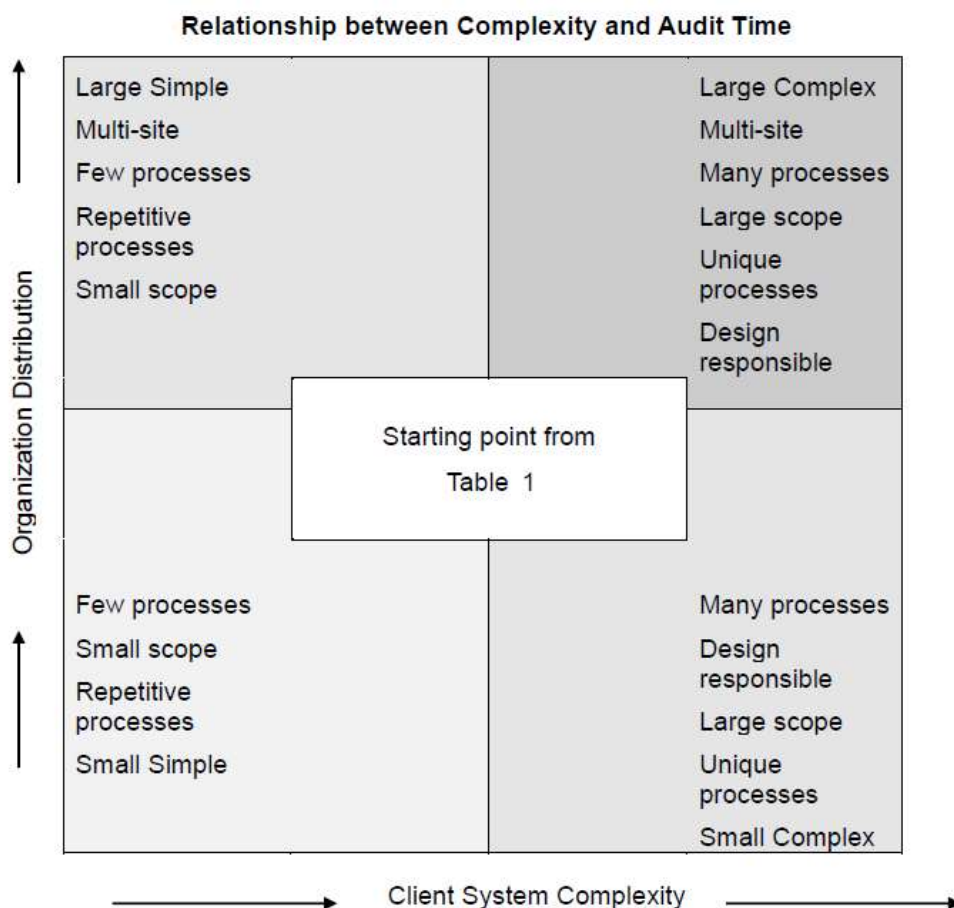 Relationship between Complexity and Audit Time
Large Simple
Multi-site
Few processes
Repetitive
processes
Small scope
Large Complex
Multi-site
Many processes
Large scope
Unique
processes
Design
responsible
Organization Distribution
Starting point from
Table 1
Few processes
Small scope
Repetitive
processes
Small Simple
Many processes
Design
responsible
Large scope
Unique
processes
Small Complex
Client System Complexity